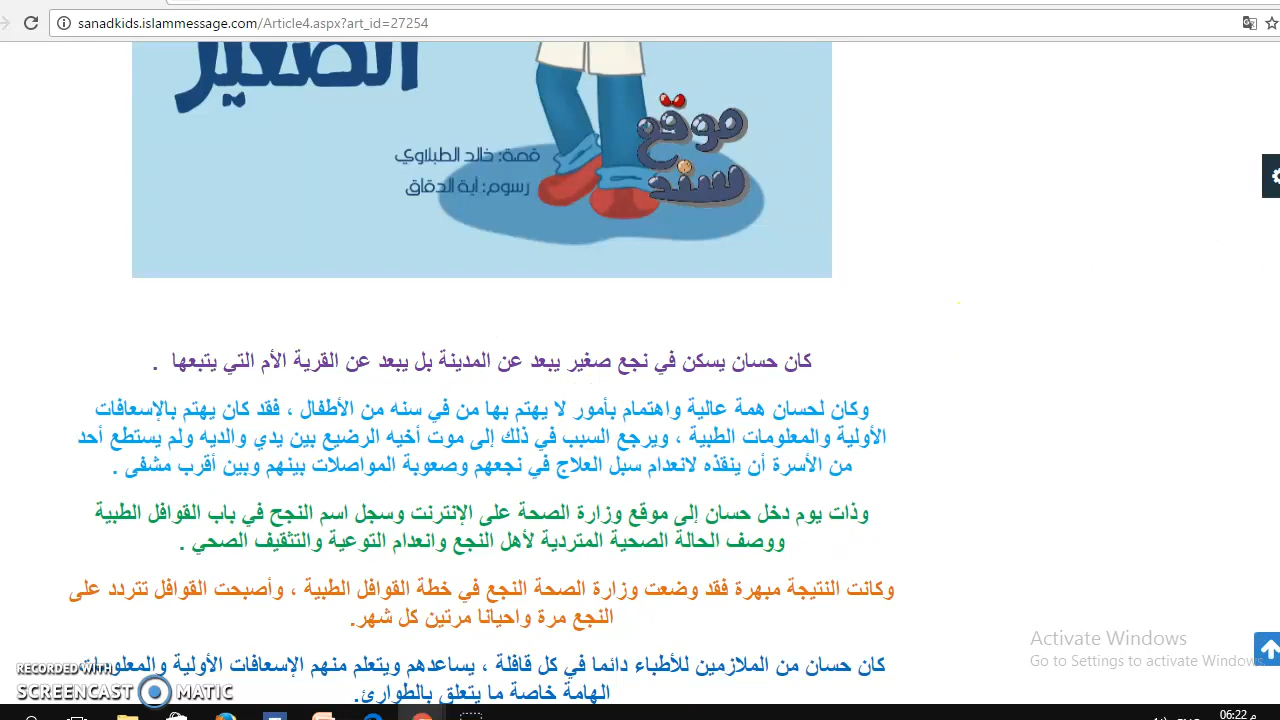 sanadkids.islammessage.com/Article4.aspx?art_id=27254
الصغير
موقع
سند
قصة: خالد الطبلاوي
رسوم: آية الدقاق
كان حسان يسكن في نجع صغير يبعد عن المدينة بل يبعد عن القرية الأم التي يتبعها .
وكان لحسان همة عالية واهتمام بأمور لا يهتم بها من في سنه من الأطفال ، فقد كان يهتم بالإسعافات
الأولية والمعلومات الطبية ، ويرجع السبب في ذلك إلى موت أخيه الرضيع بين يدي والديه ولم يستطع أحد
من الأسرة أن ينقذه لانعدام سبل العلاج في نجعهم وصعوبة المواصلات بينهم وبين أقرب مشفى .
وذات يوم دخل حسان إلى موقع وزارة الصحة على الإنترنت وسجل اسم النجح في باب القوافل الطبية
ووصف الحالة الصحية المتردية لأهل النجع وانعدام التوعية والتثقيف الصحي .
وكانت النتيجة مبهرة فقد وضعت وزارة الصحة النجع في خطة القوافل الطبية ، وأصبحت القوافل تتردد على
النجع مرة واحيانا مرتين كل شهر.
كان حسان من الملازمين للأطباء دائما في كل قافلة ، يساعدهم ويتعلم منهم الإسعافات الأولية والمعلومات
الهامة خاصة ما يتعلق بالطوارئ.
Activate Windows
Go to Settings to activate Windows.
RECORDED WITH
SCREENCAST MATIC
06:22 م